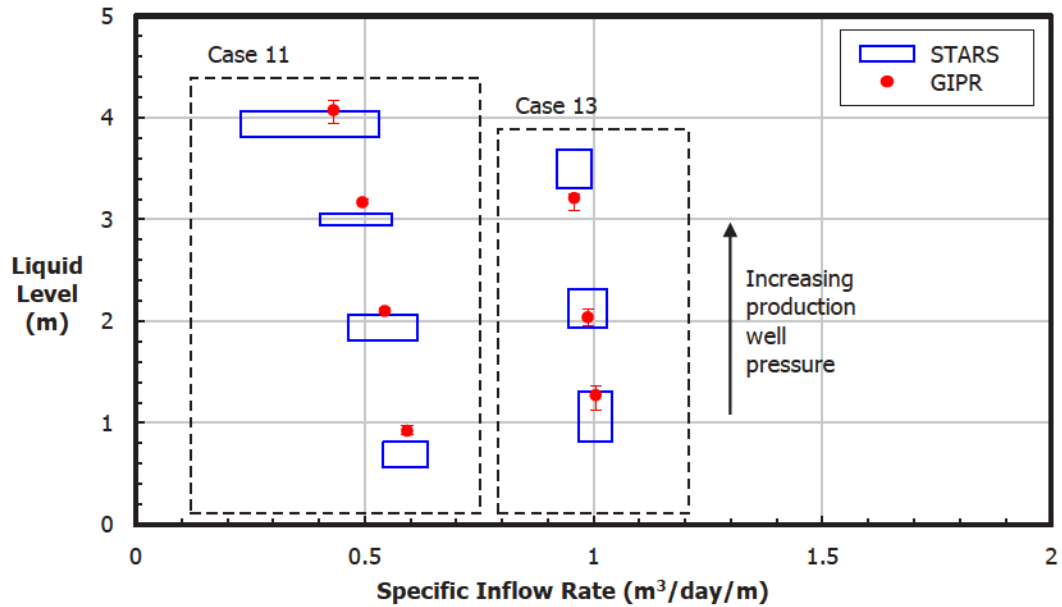 5
4
3
2
1
0
Liquid
Level
(m)
Case 11
Case 13
STARS
GIPR
Increasing
production
well
pressure
0 0.5 1 1.5 2
Specific Inflow Rate (m³/day/m)